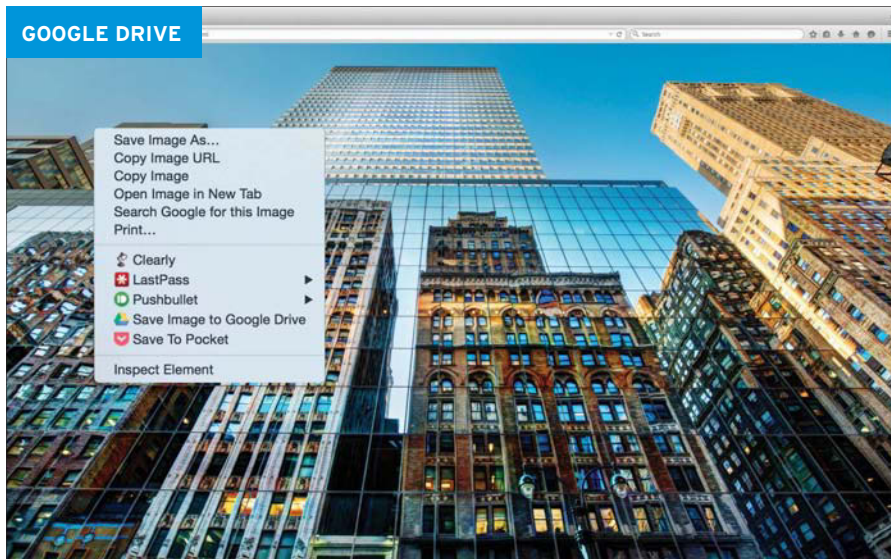 GOOGLE DRIVE
Search
Save Image As...
Copy Image URL
Copy Image
Open Image in New Tab
Search Google for this Image
Print...
Clearly
LastPass
Pushbullet
Save Image to Google Drive
Save To Pocket
Inspect Element